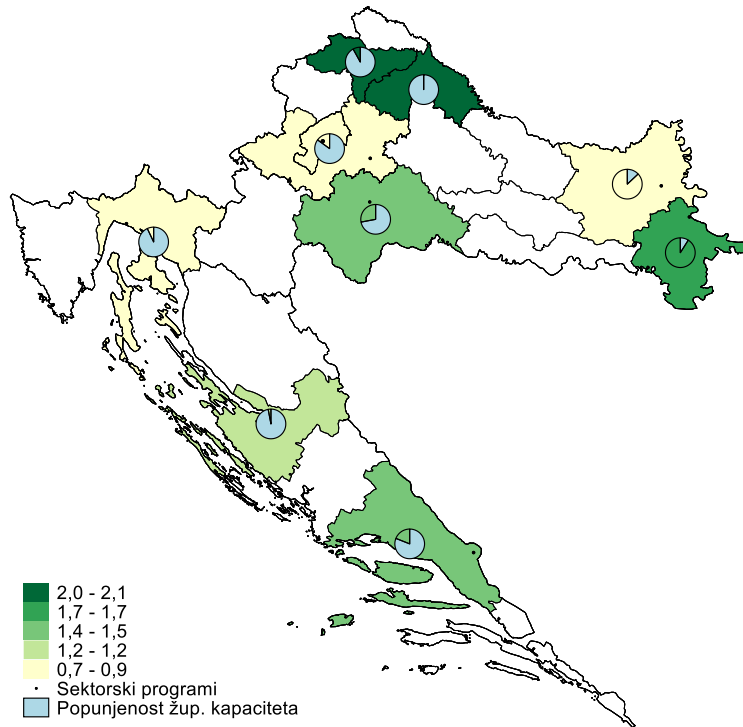 2,0 - 2,1
1,7 - 1,7
1,4 - 1,5
1,2 - 1,2
0,7 - 0,9
Sektorski programi
Popunjenost žup. kapaciteta